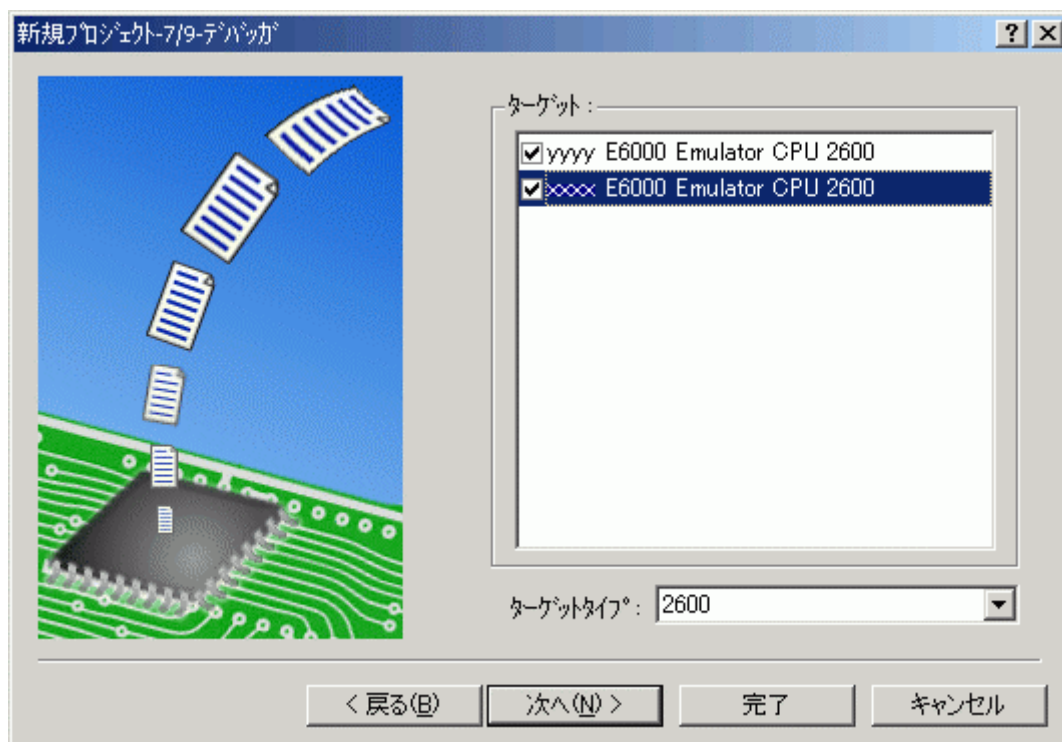 新規ﾌﾟﾛｼﾞｪｸﾄ-7/9-ﾃﾞﾊﾞｯｶﾞ
ﾀｰｹﾞｯﾄ :
yyyy E6000 Emulator CPU 2600
xxxx E6000 Emulator CPU 2600
ﾀｰｹﾞｯﾄﾀｲﾌﾟ : 2600
< 戻る(B)
次へ(N) >
完了
キャンセル